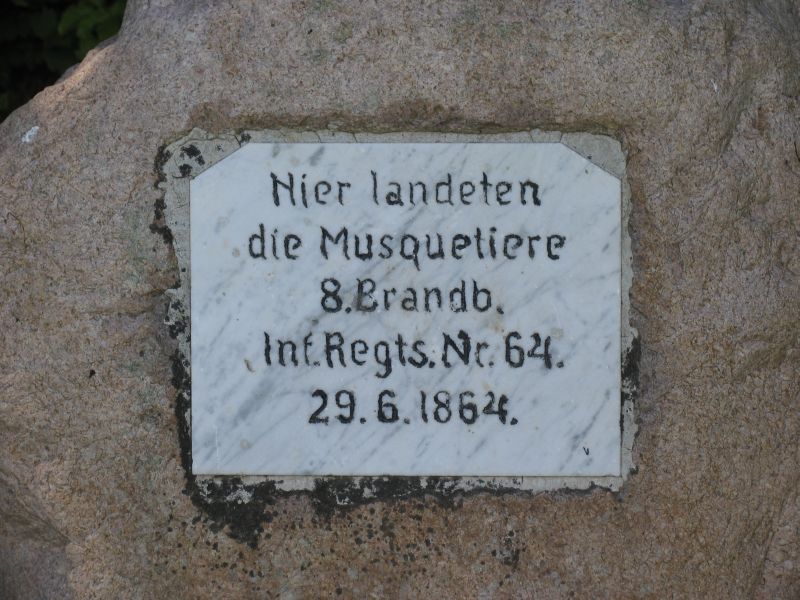 Hier landeten
die Musquetiere
8. Brandb.
Inf. Regts. Nr. 64.
29. 6. 1864.